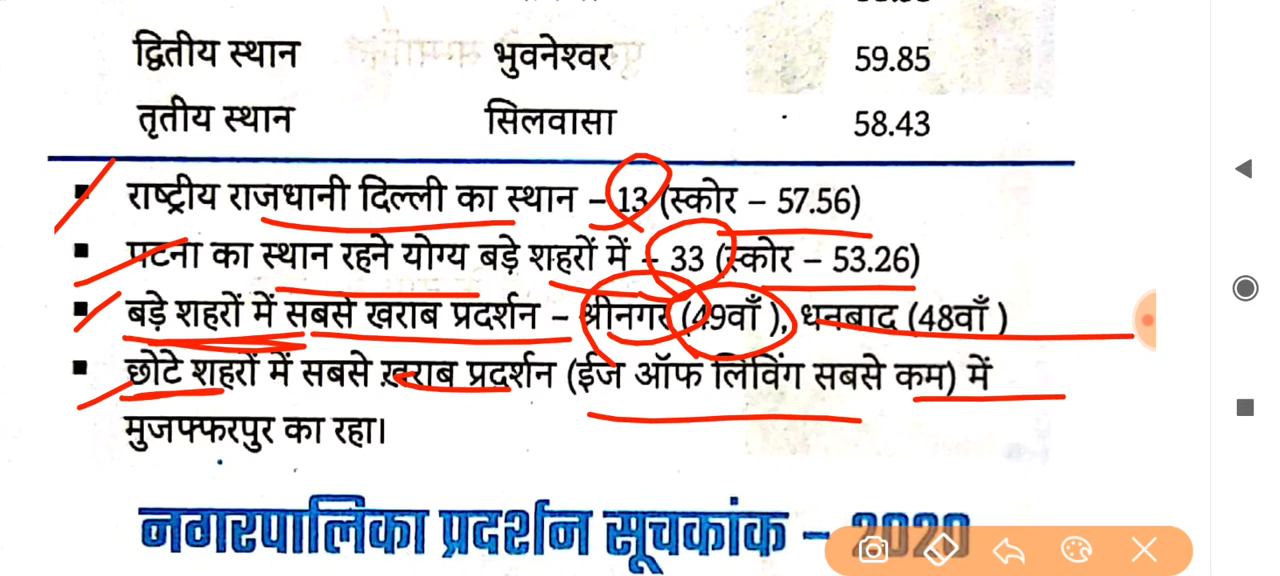 द्वितीय स्थान भुवनेश्वर 59.85
तृतीय स्थान सिलवासा 58.43
▪ राष्ट्रीय राजधानी दिल्ली का स्थान – 13 (स्कोर – 57.56)
▪ पटना का स्थान रहने योग्य बड़े शहरों में – 33 (स्कोर – 53.26)
▪ बड़े शहरों में सबसे खराब प्रदर्शन – श्रीनगर (49वाँ ), धनबाद (48वाँ )
▪ छोटे शहरों में सबसे ख़राब प्रदर्शन (ईज ऑफ लिविंग सबसे कम) में
मुजफ्फरपुर का रहा।
नगरपालिका प्रदर्शन सूचकांक – 2020